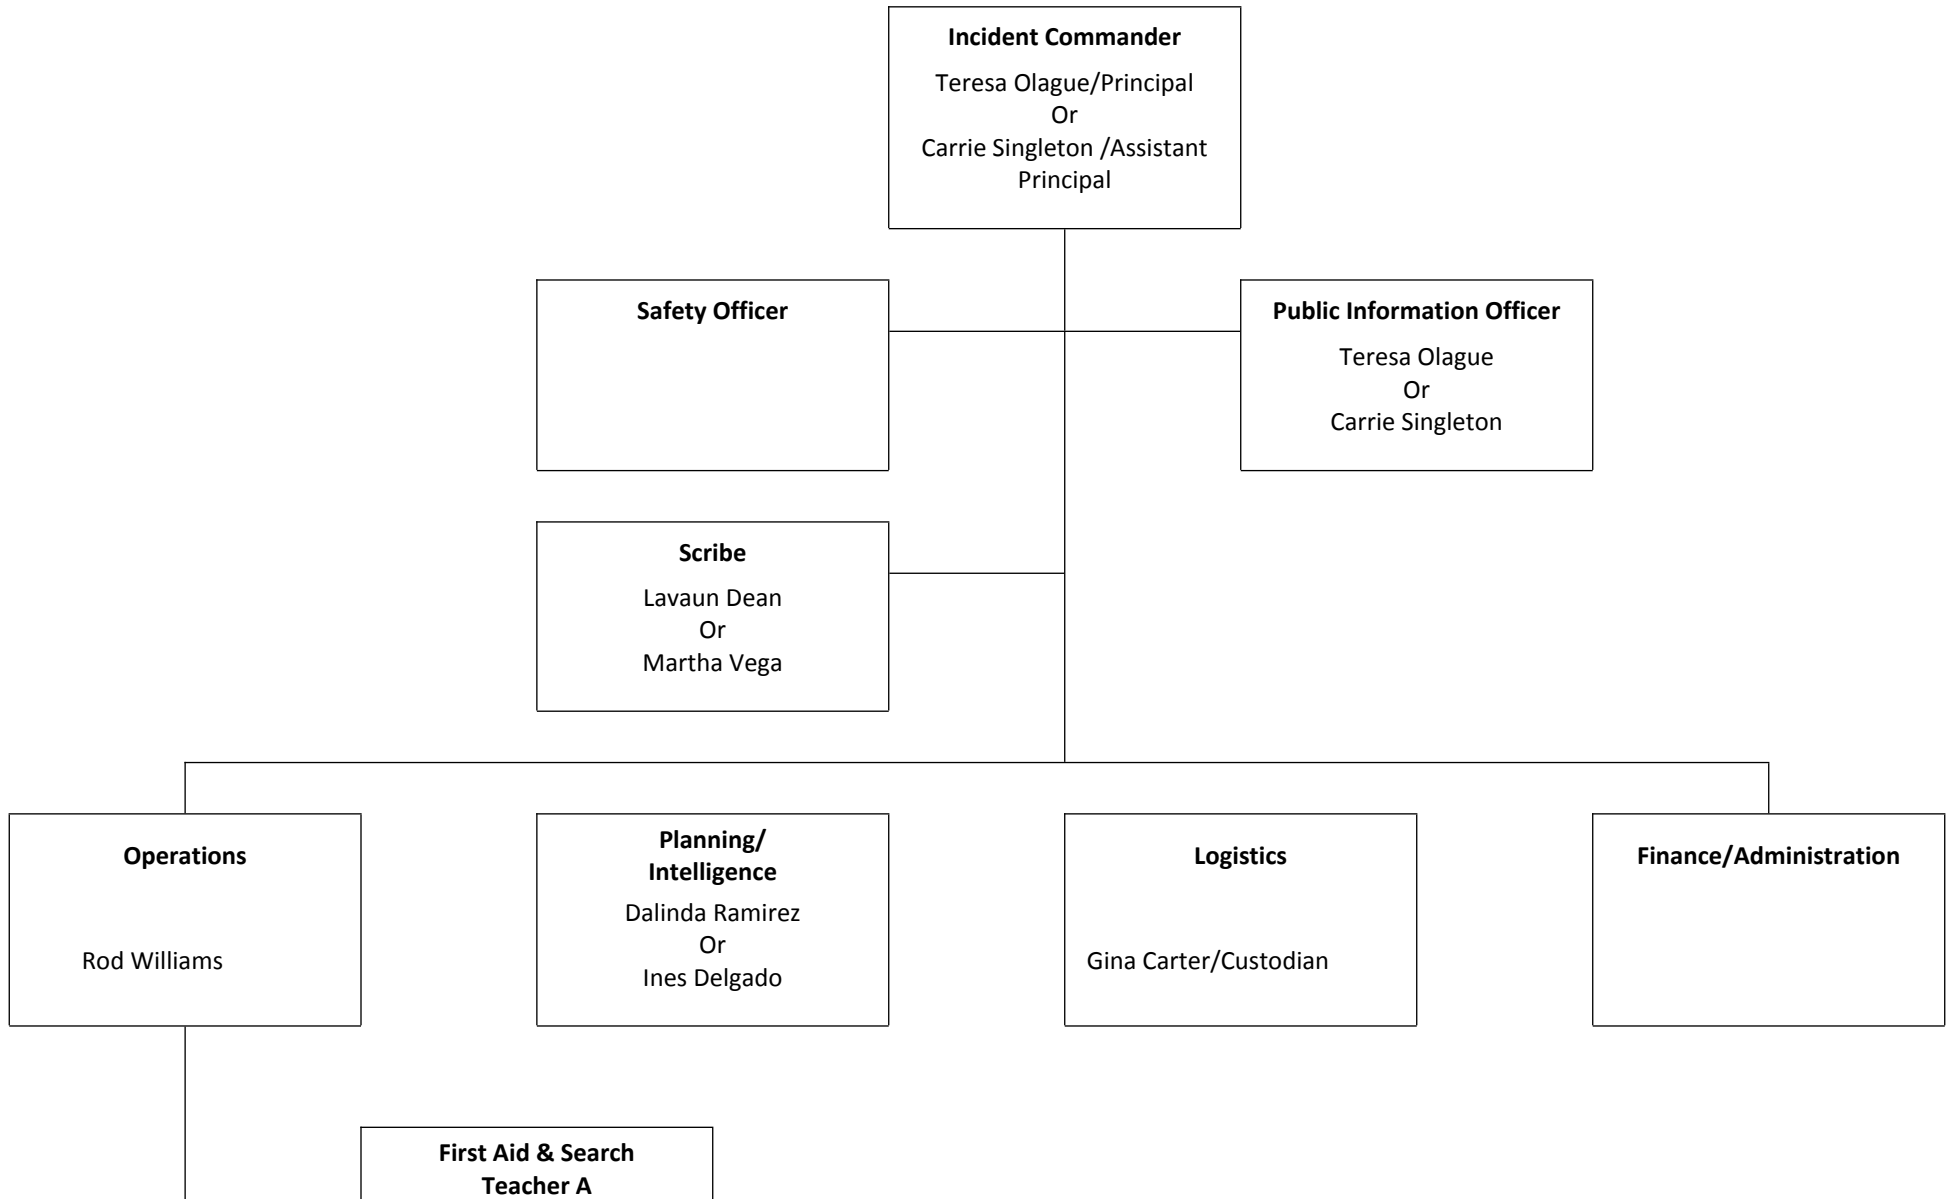 Incident Commander
Teresa Olague/Principal
Or
Carrie Singleton /Assistant
Principal
Safety Officer
Public Information Officer
Teresa Olague
Or
Carrie Singleton
Scribe
Lavaun Dean
Or
Martha Vega
Operations
Rod Williams
Planning/
Intelligence
Dalinda Ramirez
Or
Ines Delgado
Logistics
Gina Carter/Custodian
Finance/Administration
First Aid & Search
Teacher A